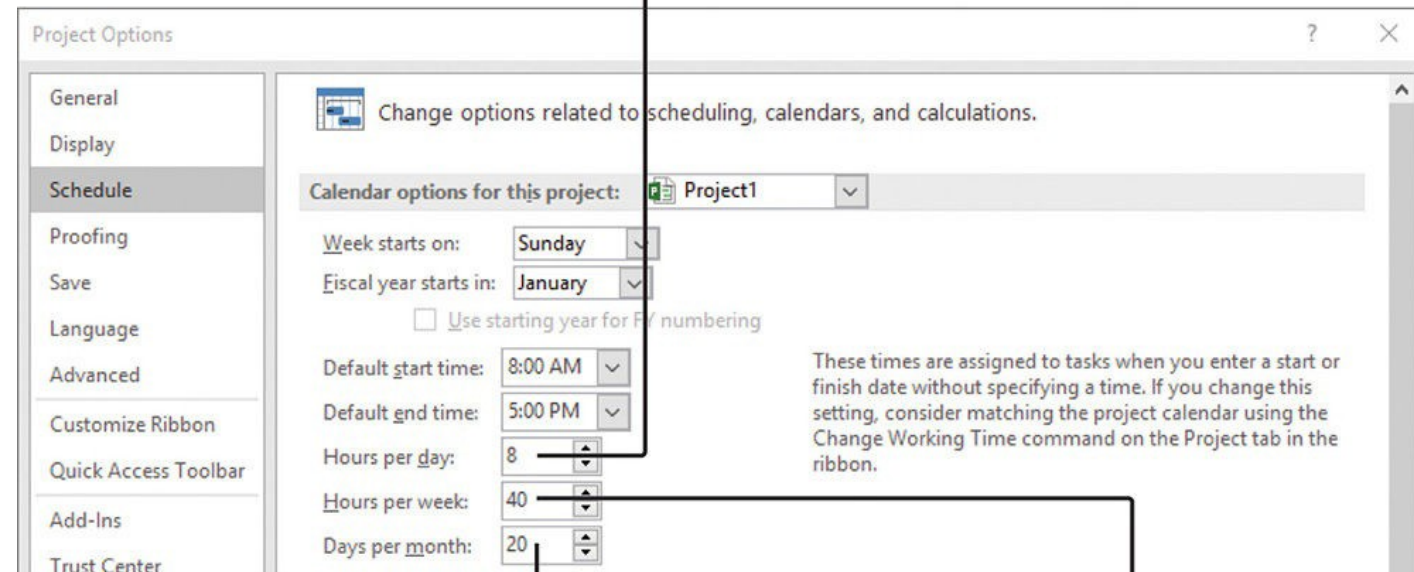 Project Options
?
General
Display
Schedule
Proofing
Save
Language
Advanced
Customize Ribbon
Quick Access Toolbar
Add-Ins
Trust Center
Change options related to scheduling, calendars, and calculations.
Calendar options for this project: Project1
Week starts on: Sunday
Fiscal year starts in: January
Use starting year for FY numbering
Default start time: 8:00 AM
Default end time: 5:00 PM
Hours per day: 8
Hours per week: 40
Days per month: 20
These times are assigned to tasks when you enter a start or
finish date without specifying a time. If you change this
setting, consider matching the project calendar using the
Change Working Time command on the Project tab in the
ribbon.